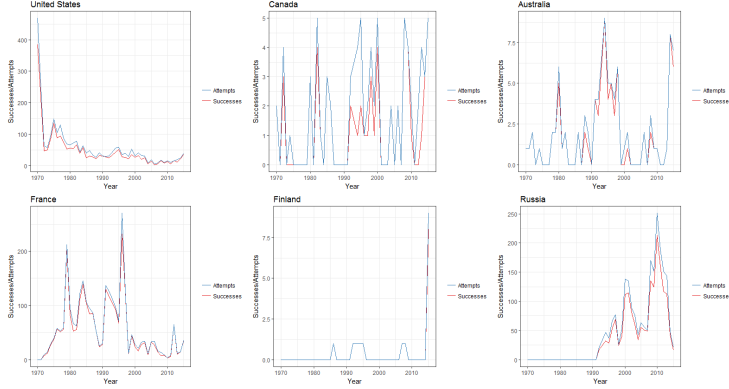 United States
Successes/Attempts
400
300
200
100
0
1970
1980
1990
2000
2010
Year
Attempts
Successes
Canada
Successes/Attempts
5
4
3
2
1
0
1970
1980
1990
2000
2010
Year
Attempts
Successes
Australia
Successes/Attempts
7.5
5.0
2.5
0.0
1970
1980
1990
2000
2010
Year
Attempts
Successes
France
Successes/Attempts
200
100
0
1970
1980
1990
2000
2010
Year
Attempts
Successes
Finland
Successes/Attempts
7.5
5.0
2.5
0.0
1970
1980
1990
2000
2010
Year
Attempts
Successes
Russia
Successes/Attempts
250
200
150
100
50
0
1970
1980
1990
2000
2010
Year
Attempts
Successes